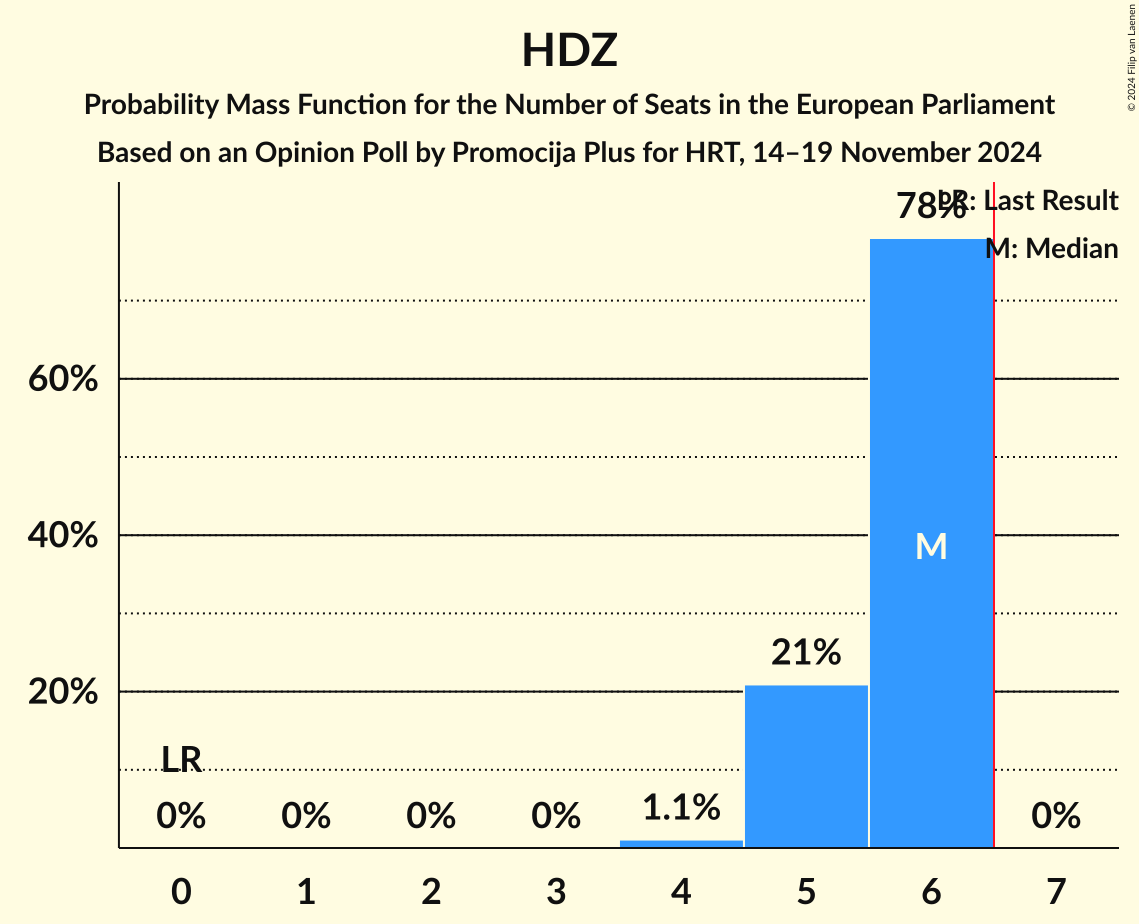 HDZ
Probability Mass Function for the Number of Seats in the European Parliament
Based on an Opinion Poll by Promocija Plus for HRT, 14–19 November 2024
© 2024 Filip van Laenen
LR: Last Result
M: Median
78%
60%
40%
M
21%
20%
LR
0% 0% 0% 0% 1.1% 0%
0 1 2 3 4 5 6 7